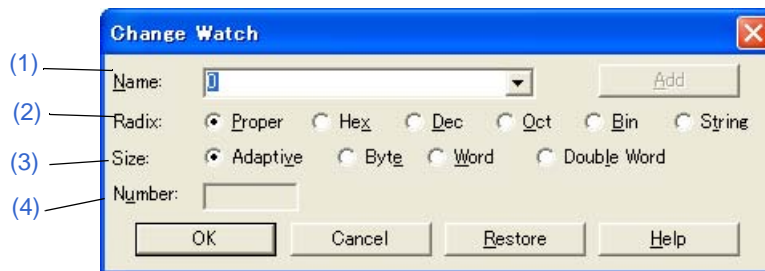 Change Watch
(1) Name: I Add
(2) Radix: Proper Hex Dec Oct Bin String
(3) Size: Adaptive Byte Word Double Word
(4) Number:
OK Cancel Restore Help